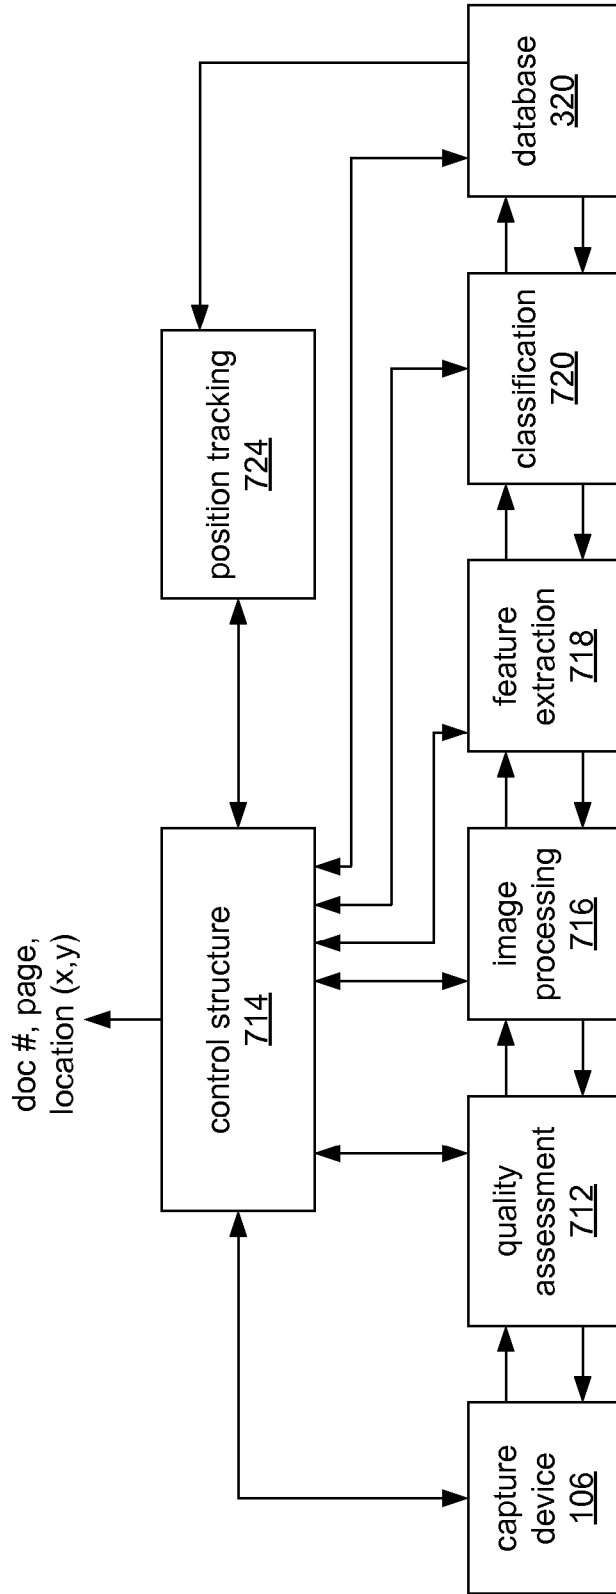 doc #, page,
location (x,y)
control structure
714
position tracking
724
capture
device
106
quality
assessment
712
image
processing
716
feature
extraction
718
classification
720
database
320